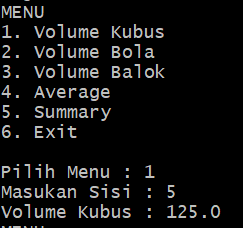 MENU
1. Volume Kubus
2. Volume Bola
3. Volume Balok
4. Average
5. Summary
6. Exit
Pilih Menu : 1
Masukan Sisi : 5
Volume Kubus : 125.0
MENU